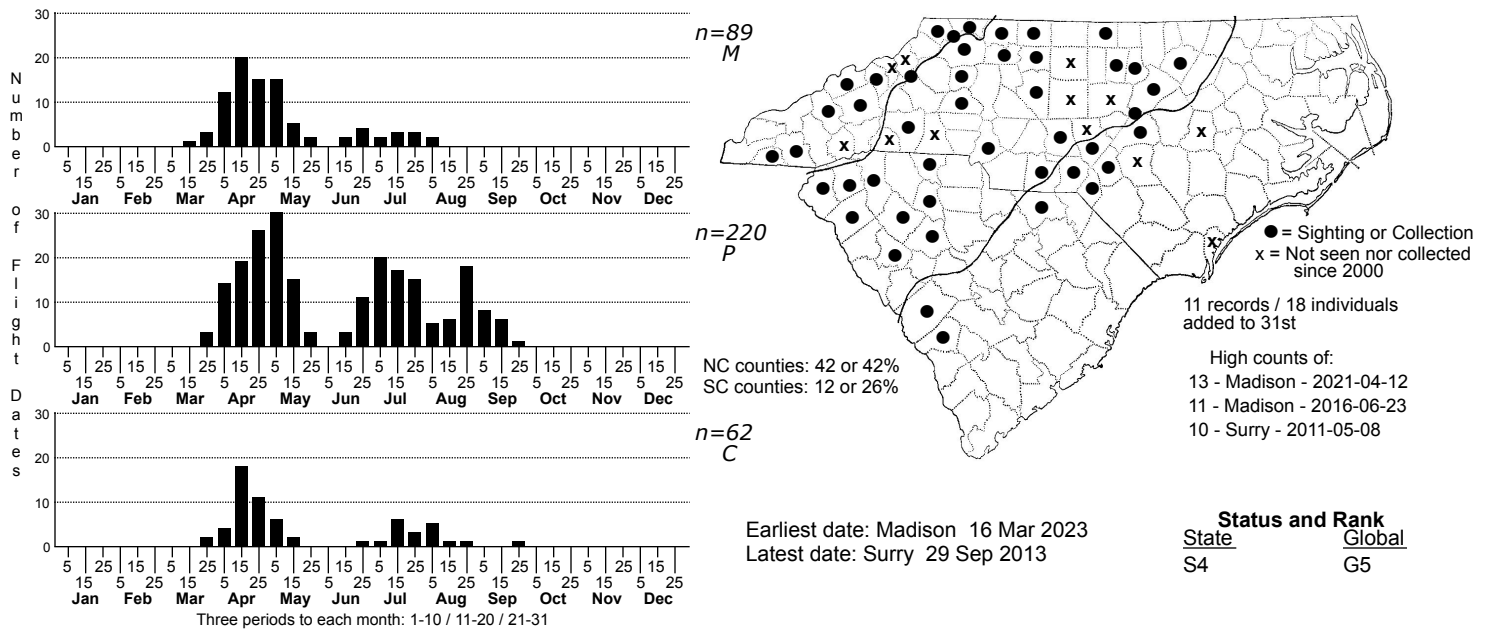 Number of Flight Dates
30
20
10
0
5 15 25 5 15 25 5 15 25 5 15 25 5 15 25 5 15 25 5 15 25 5 15 25 5 15 25 5 15 25 5 15 25 5 15 25
Jan Feb Mar Apr May Jun Jul Aug Sep Oct Nov Dec
n=89
M
30
20
10
0
5 15 25 5 15 25 5 15 25 5 15 25 5 15 25 5 15 25 5 15 25 5 15 25 5 15 25 5 15 25 5 15 25 5 15 25
Jan Feb Mar Apr May Jun Jul Aug Sep Oct Nov Dec
n=220
P
30
20
10
0
5 15 25 5 15 25 5 15 25 5 15 25 5 15 25 5 15 25 5 15 25 5 15 25 5 15 25 5 15 25 5 15 25 5 15 25
Jan Feb Mar Apr May Jun Jul Aug Sep Oct Nov Dec
n=62
C
Three periods to each month: 1-10 / 11-20 / 21-31
= Sighting or Collection
x = Not seen nor collected
since 2000
11 records / 18 individuals
added to 31st
NC counties: 42 or 42%
SC counties: 12 or 26%
High counts of:
13 - Madison - 2021-04-12
11 - Madison - 2016-06-23
10 - Surry - 2011-05-08
Earliest date: Madison 16 Mar 2023
Latest date: Surry 29 Sep 2013
Status and Rank
State Global
S4 G5